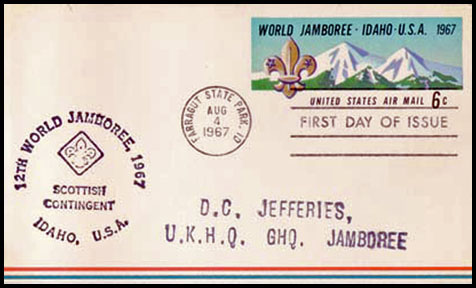 WORLD JAMBOREE · IDAHO · U.S.A. 1967
UNITED STATES AIR MAIL 6c
FIRST DAY OF ISSUE
FARRAGUT STATE PARK, ID
AUG
4
1967
12TH WORLD JAMBOREE, 1967
SCOTTISH
CONTINGENT
IDAHO, U.S.A.
D.C. JEFFERIES,
U.K.H.Q. GHQ. JAMBOREE